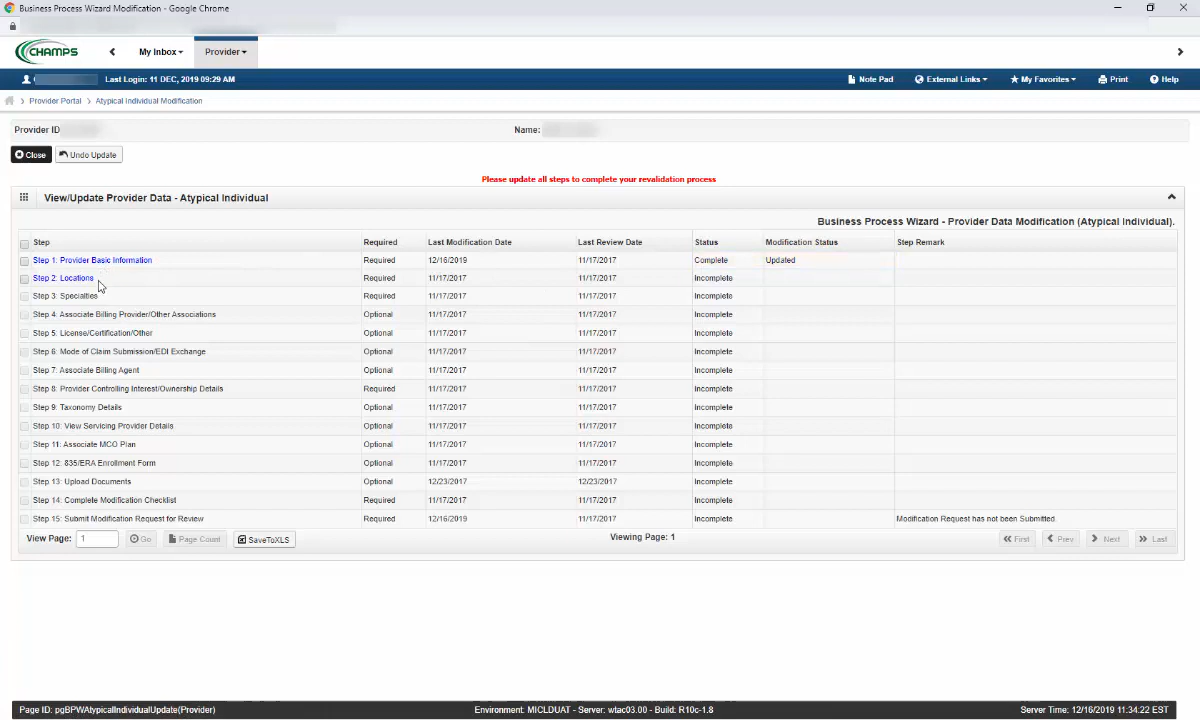 Business Process Wizard Modification - Google Chrome
CHAMPS My Inbox Provider
Last Login: 11 DEC, 2019 09:29 AM Note Pad External Links My Favorites Print Help
Provider Portal > Atypical Individual Modification
Provider ID Name:
Close Undo Update
Please update all steps to complete your revalidation process
View/Update Provider Data - Atypical Individual
Business Process Wizard - Provider Data Modification (Atypical Individual).
Step Required Last Modification Date Last Review Date Status Modification Status Step Remark
Step 1: Provider Basic Information Required 12/16/2019 11/17/2017 Complete Updated
Step 2: Locations Required 11/17/2017 11/17/2017 Incomplete
Step 3: Specialties Required 11/17/2017 11/17/2017 Incomplete
Step 4: Associate Billing Provider/Other Associations Optional 11/17/2017 11/17/2017 Incomplete
Step 5: License/Certification/Other Optional 11/17/2017 11/17/2017 Incomplete
Step 6: Mode of Claim Submission/EDI Exchange Optional 11/17/2017 11/17/2017 Incomplete
Step 7: Associate Billing Agent Optional 11/17/2017 11/17/2017 Incomplete
Step 8: Provider Controlling Interest/Ownership Details Required 11/17/2017 11/17/2017 Incomplete
Step 9: Taxonomy Details Optional 11/17/2017 11/17/2017 Incomplete
Step 10: View Servicing Provider Details Optional 11/17/2017 11/17/2017 Incomplete
Step 11: Associate MCO Plan Optional 11/17/2017 11/17/2017 Incomplete
Step 12: 835/ERA Enrollment Form Optional 11/17/2017 11/17/2017 Incomplete
Step 13: Upload Documents Optional 12/23/2017 12/23/2017 Incomplete
Step 14: Complete Modification Checklist Required 11/17/2017 11/17/2017 Incomplete
Step 15: Submit Modification Request for Review Required 12/16/2019 11/17/2017 Incomplete Modification Request has not been Submitted.
View Page: 1 Go Page Count SaveToXLS Viewing Page: 1 First Prev Next Last
Page ID: pgBPWAtypicalIndividualUpdate(Provider) Environment: MICLDUAT - Server: wtac03.00 - Build: R10c-1.8 Server Time: 12/16/2019 11:34:22 EST